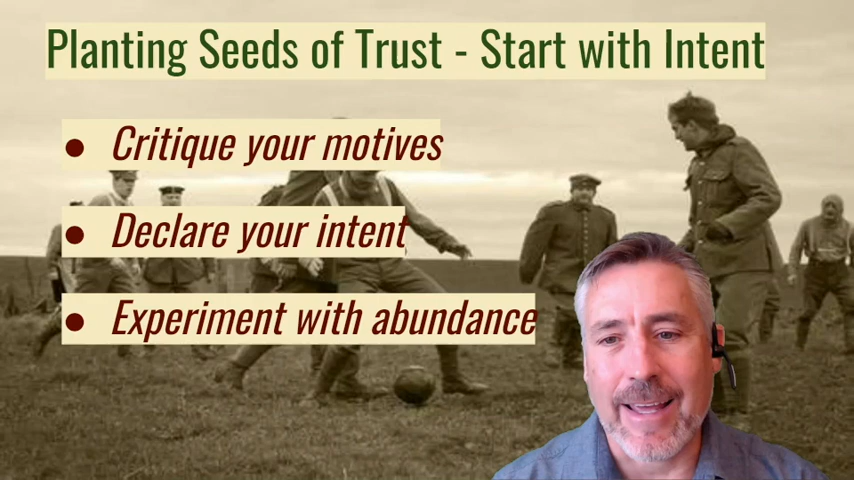 Planting Seeds of Trust - Start with Intent
● Critique your motives
● Declare your intent
● Experiment with abundance